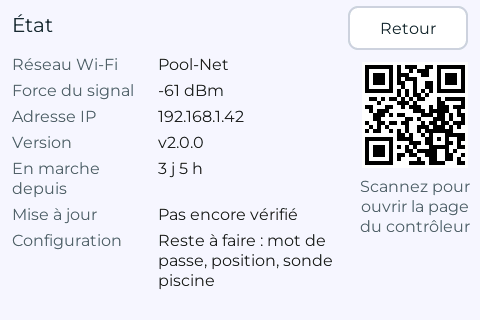 État
Retour
Réseau Wi-Fi Pool-Net
Force du signal -61 dBm
Adresse IP 192.168.1.42
Version v2.0.0
En marche depuis 3 j 5 h
Mise à jour Pas encore vérifié
Configuration Reste à faire : mot de
passe, position, sonde
piscine
Scannez pour
ouvrir la page
du contrôleur